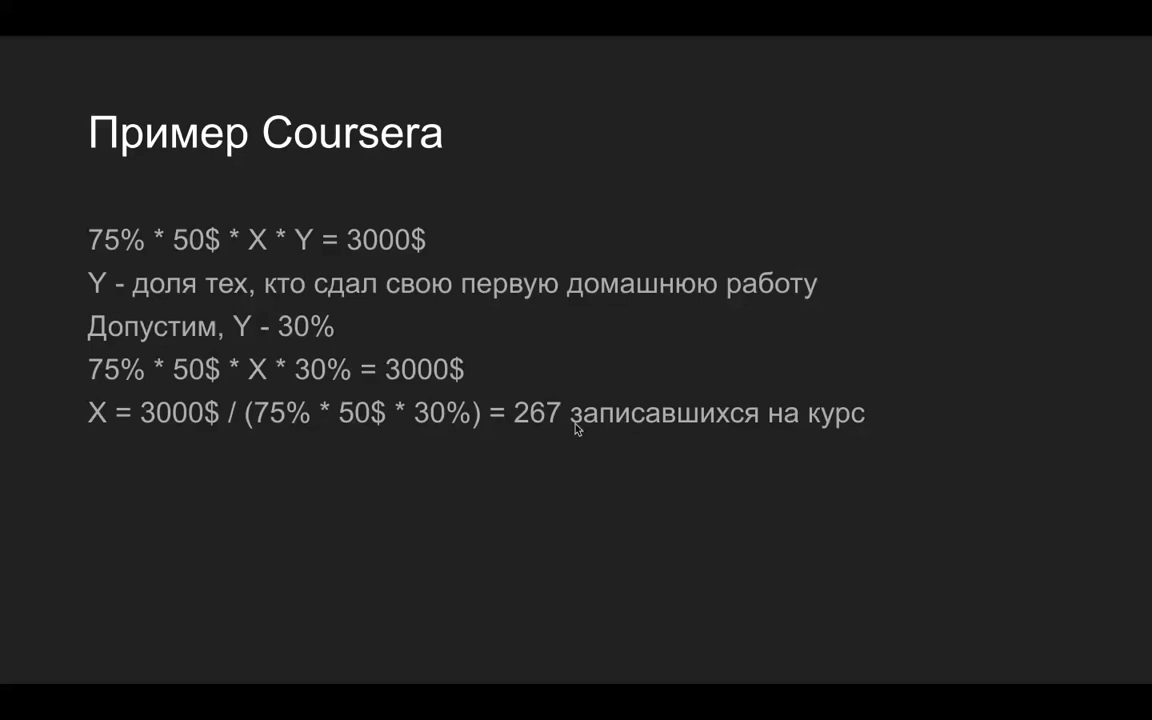 Пример Coursera
75% * 50$ * X * Y = 3000$
Y - доля тех, кто сдал свою первую домашнюю работу
Допустим, Y - 30%
75% * 50$ * X * 30% = 3000$
X = 3000$ / (75% * 50$ * 30%) = 267 записавшихся на курс